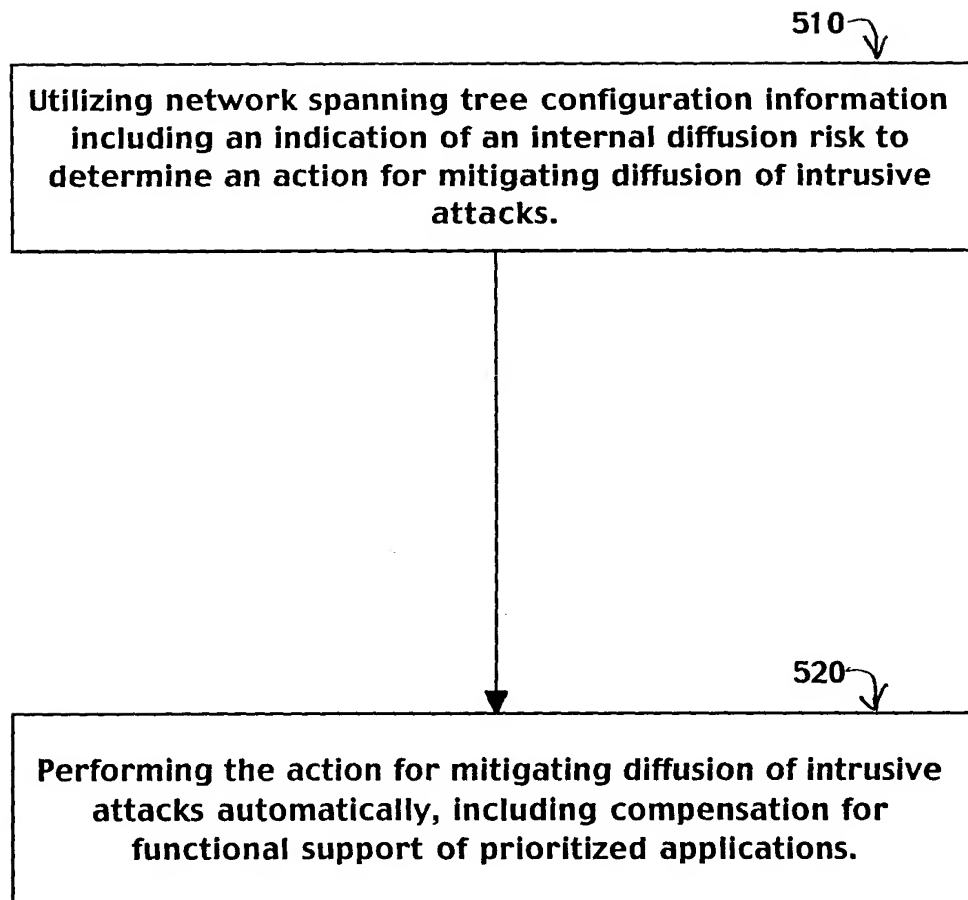 510
Utilizing network spanning tree configuration information
including an indication of an internal diffusion risk to
determine an action for mitigating diffusion of intrusive
attacks.
520
Performing the action for mitigating diffusion of intrusive
attacks automatically, including compensation for
functional support of prioritized applications.